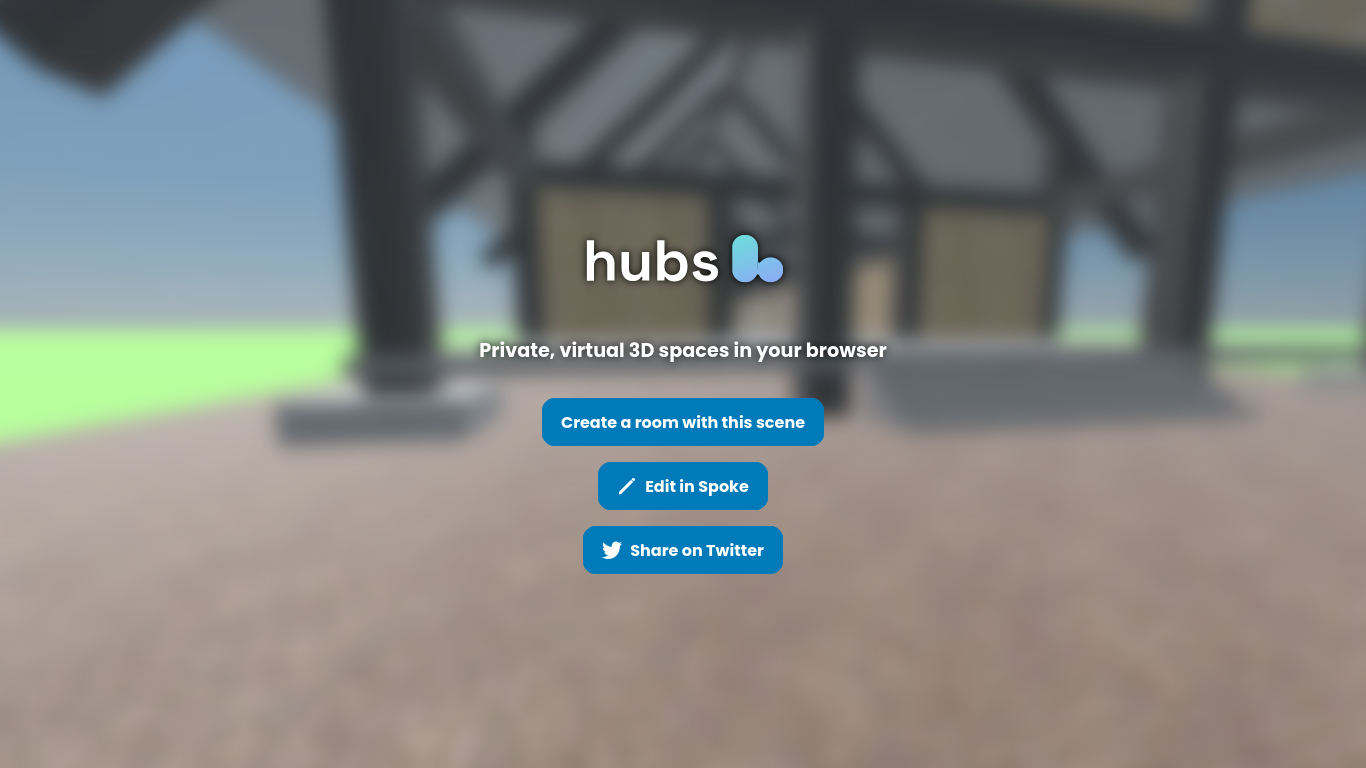 hubs
Private, virtual 3D spaces in your browser
Create a room with this scene
Edit in Spoke
Share on Twitter